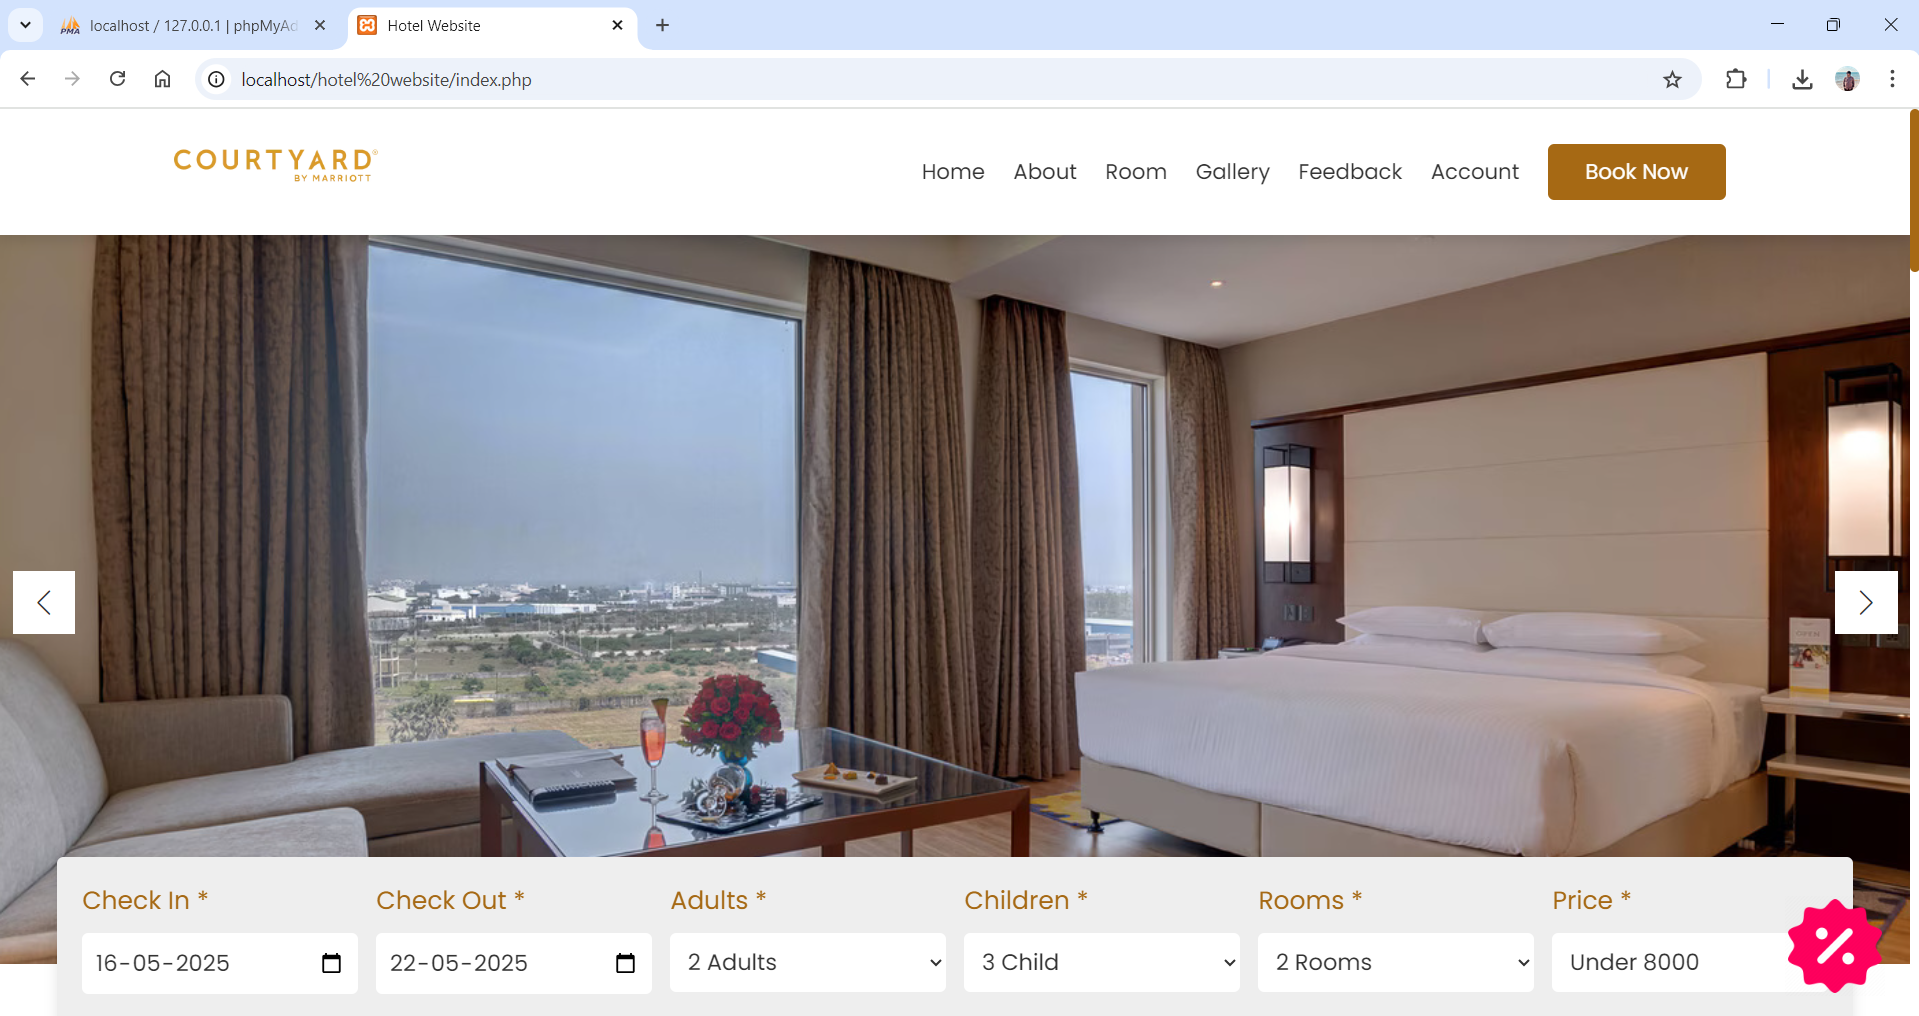 localhost / 127.0.0.1 | phpMyAd
Hotel Website
localhost/hotel%20website/index.php
COURTYARD®
BY MARRIOTT
Home About Room Gallery Feedback Account Book Now
OPEN
Check In * Check Out * Adults * Children * Rooms * Price *
16-05-2025 22-05-2025 2 Adults 3 Child 2 Rooms Under 8000
%